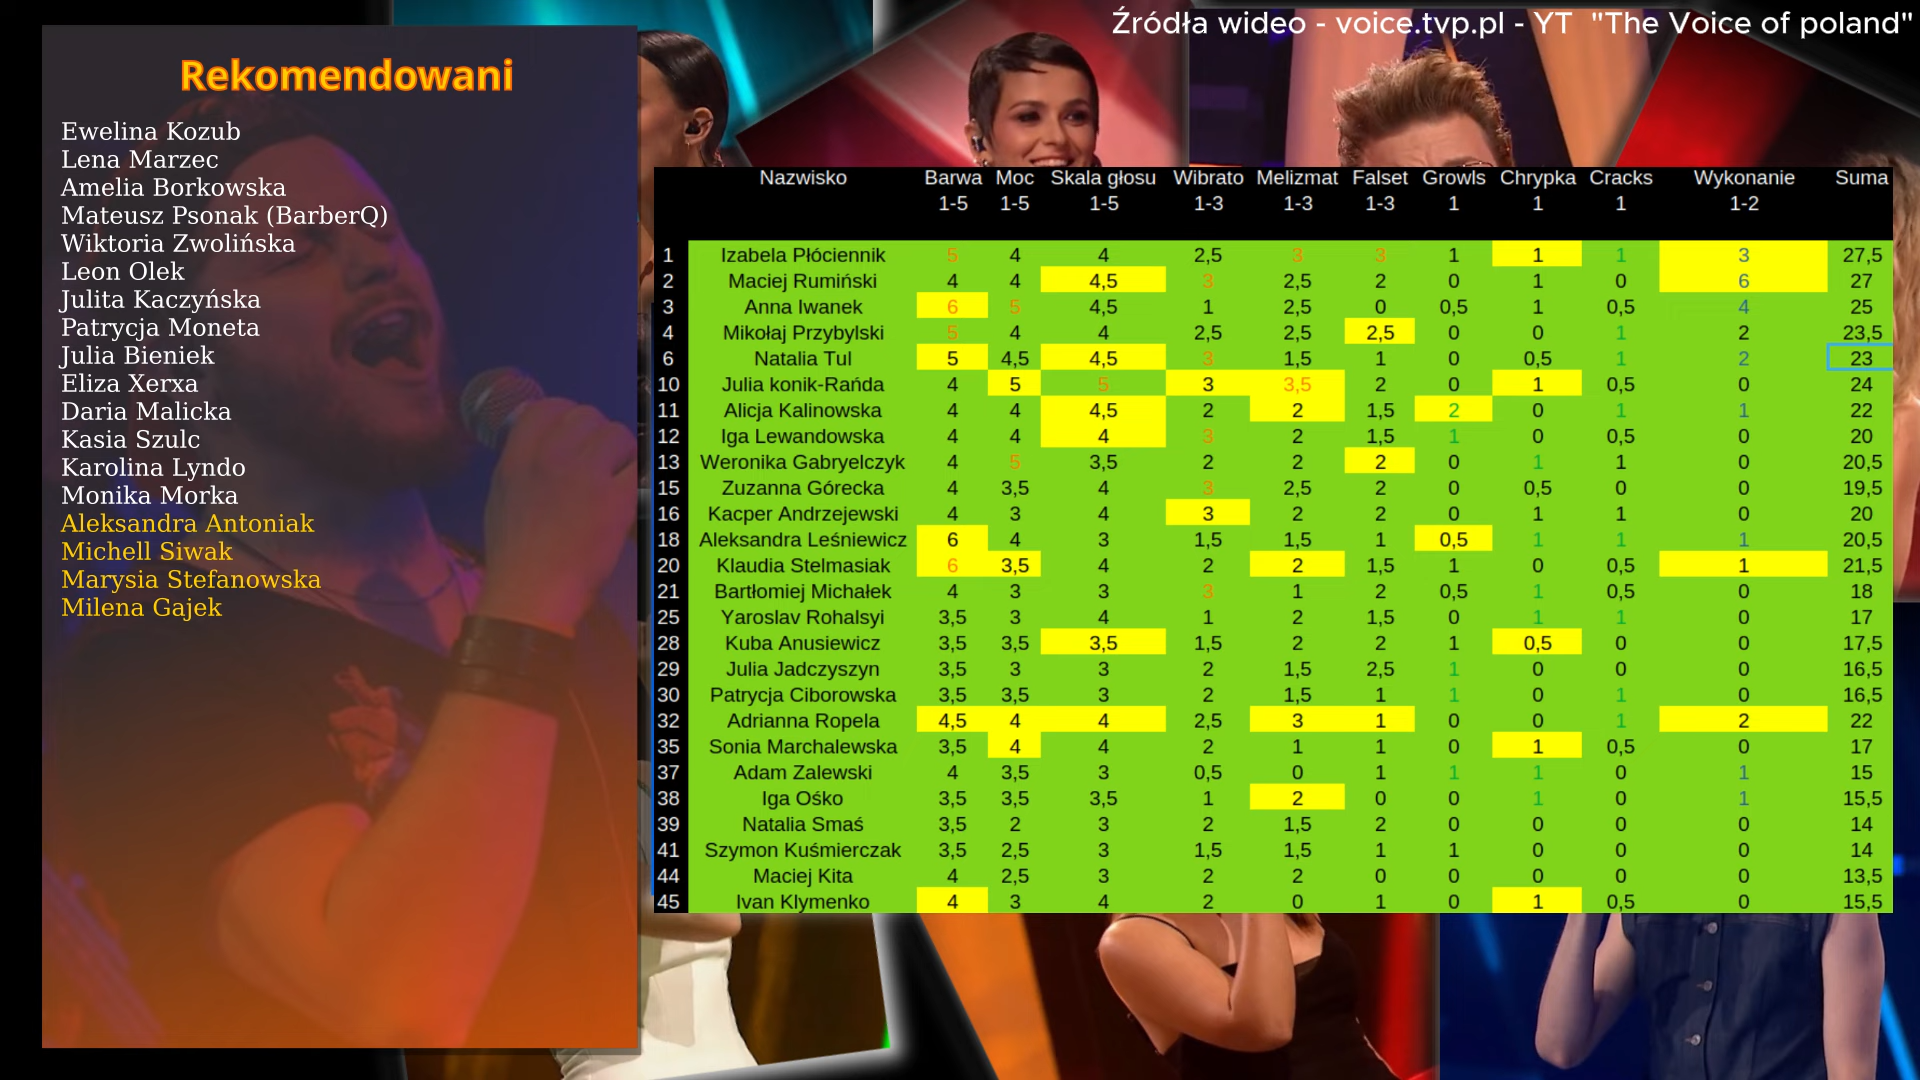 Źródła wideo - voice.tvp.pl - YT "The Voice of poland"
Rekomendowani
Ewelina Kozub
Lena Marzec
Amelia Borkowska
Mateusz Psonak (BarberQ)
Wiktoria Zwolińska
Leon Olek
Julita Kaczyńska
Patrycja Moneta
Julia Bieniek
Eliza Xerxa
Daria Malicka
Kasia Szulc
Karolina Lyndo
Monika Morka
Aleksandra Antoniak
Michell Siwak
Marysia Stefanowska
Milena Gajek
Nazwisko Barwa Moc Skala głosu Wibrato Melizmat Falset Growls Chrypka Cracks Wykonanie Suma
1-5 1-5 1-5 1-3 1-3 1-3 1 1 1 1-2
1 Izabela Płóciennik 5 4 4 2,5 3 3 1 1 1 3 27,5
2 Maciej Rumiński 4 4 4,5 3 2,5 2 0 1 0 6 27
3 Anna Iwanek 6 5 4,5 1 2,5 0 0,5 1 0,5 4 25
4 Mikołaj Przybylski 5 4 4 2,5 2,5 2,5 0 0 1 2 23,5
6 Natalia Tul 5 4,5 4,5 3 1,5 1 0 0,5 1 2 23
10 Julia konik-Rańda 4 5 5 3 3,5 2 0 1 0,5 0 24
11 Alicja Kalinowska 4 4 4,5 2 2 1,5 2 0 1 1 22
12 Iga Lewandowska 4 4 4 3 2 1,5 1 0 0,5 0 20
13 Weronika Gabryelczyk 4 5 3,5 2 2 2 0 1 1 0 20,5
15 Zuzanna Górecka 4 3,5 4 3 2,5 2 0 0,5 0 0 19,5
16 Kacper Andrzejewski 4 3 4 3 2 2 0 1 1 0 20
18 Aleksandra Leśniewicz 6 4 3 1,5 1,5 1 0,5 1 1 1 20,5
20 Klaudia Stelmasiak 6 3,5 4 2 2 1,5 1 0 0,5 1 21,5
21 Bartłomiej Michałek 4 3 3 3 1 2 0,5 1 0,5 0 18
25 Yaroslav Rohalsyi 3,5 3 4 1 2 1,5 0 1 1 0 17
28 Kuba Anusiewicz 3,5 3,5 3,5 1,5 2 2 1 0,5 0 0 17,5
29 Julia Jadczyszyn 3,5 3 3 2 1,5 2,5 1 0 0 0 16,5
30 Patrycja Ciborowska 3,5 3,5 3 2 1,5 1 1 0 1 0 16,5
32 Adrianna Ropela 4,5 4 4 2,5 3 1 0 0 1 2 22
35 Sonia Marchalewska 3,5 4 4 2 1 1 0 1 0,5 0 17
37 Adam Zalewski 4 3,5 3 0,5 0 1 1 1 0 1 15
38 Iga Ośko 3,5 3,5 3,5 1 2 0 0 1 0 1 15,5
39 Natalia Smaś 3,5 2 3 2 1,5 2 0 0 0 0 14
41 Szymon Kuśmierczak 3,5 2,5 3 1,5 1,5 1 1 0 0 0 14
44 Maciej Kita 4 2,5 3 2 2 0 0 0 0 0 13,5
45 Ivan Klymenko 4 3 4 2 0 1 0 1 0,5 0 15,5